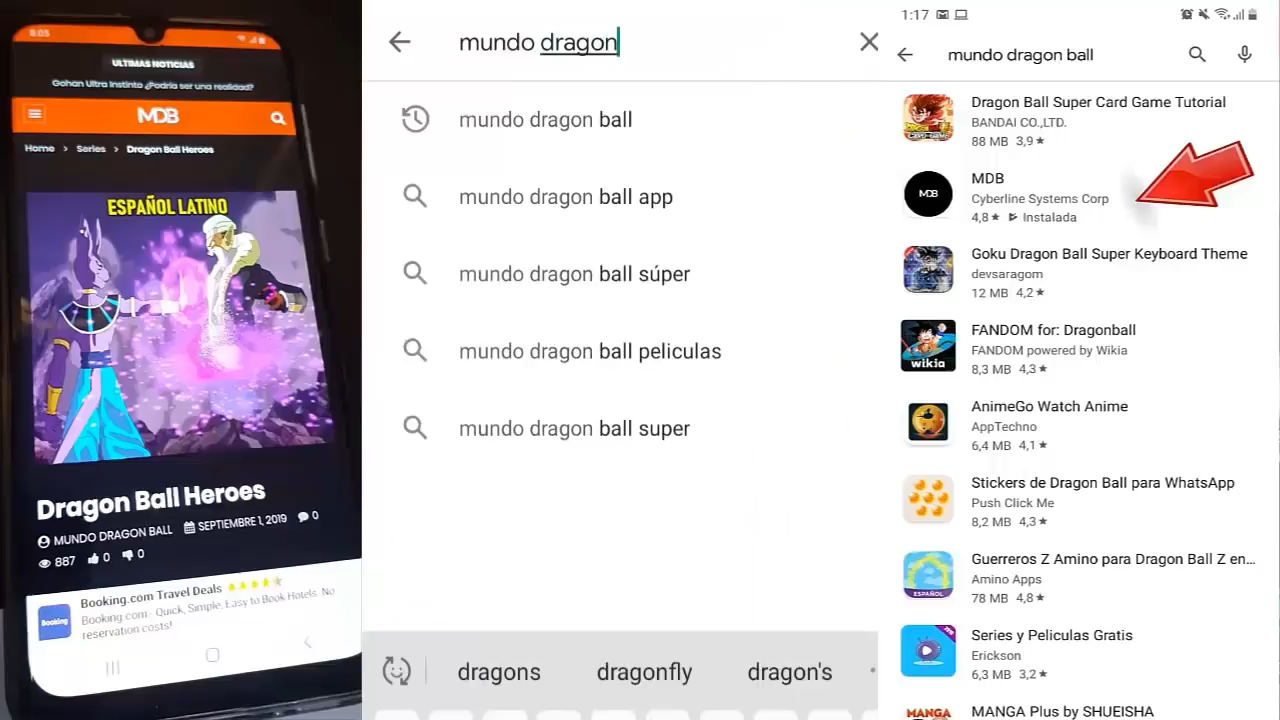 8:05
ULTIMAS NOTICIAS
Gohan Ultra Instinto ¿Podria ser una realidad?
MDB
Home > Series > Dragon Ball Heroes
ESPAÑOL LATINO
Dragon Ball Heroes
MUNDO DRAGON BALL SEPTIEMBRE 1, 2019 0
887 0 0
Booking
Booking.com Travel Deals
Booking.com - Quick, Simple, Easy to Book Hotels. No
reservation costs!
mundo dragon
mundo dragon ball
mundo dragon ball app
mundo dragon ball súper
mundo dragon ball peliculas
mundo dragon ball super
dragons dragonfly dragon's
1:17
mundo dragon ball
Dragon Ball Super Card Game Tutorial
BANDAI CO.,LTD.
88 MB 3,9★
MDB
MDB
Cyberline Systems Corp
4,8★ Instalada
Goku Dragon Ball Super Keyboard Theme
devsaragom
12 MB 4,2★
wikia
FANDOM for: Dragonball
FANDOM powered by Wikia
8,3 MB 4,3★
AnimeGo Watch Anime
AppTechno
6,4 MB 4,1★
Stickers de Dragon Ball para WhatsApp
Push Click Me
8,2 MB 4,3★
ESPAÑOL
Guerreros Z Amino para Dragon Ball Z en...
Amino Apps
78 MB 4,8★
Series y Peliculas Gratis
Erickson
6,3 MB 3,2★
MANGA
MANGA Plus by SHUEISHA